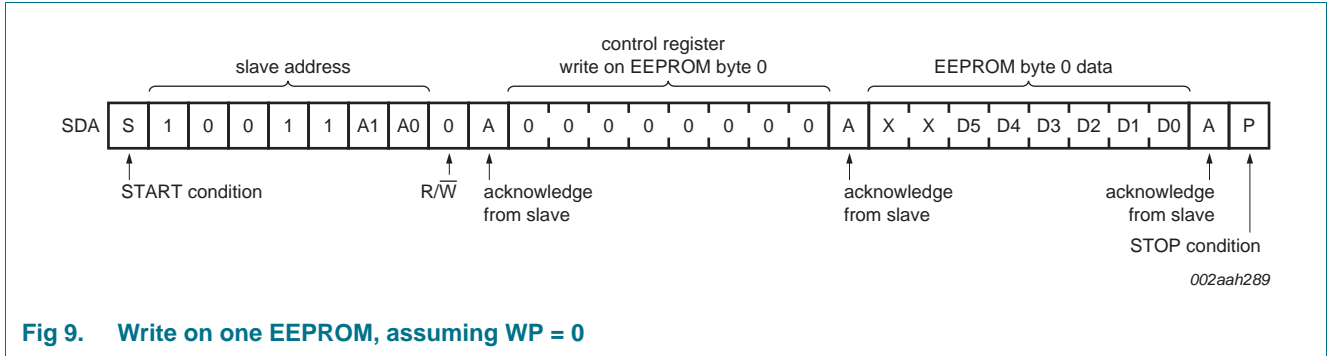 control register
slave address write on EEPROM byte 0 EEPROM byte 0 data
SDA S 1 0 0 1 1 A1 A0 0 A 0 0 0 0 0 0 0 0 A X X D5 D4 D3 D2 D1 D0 A P
START condition R/W̅ acknowledge acknowledge acknowledge
from slave from slave from slave
STOP condition
002aah289
Fig 9. Write on one EEPROM, assuming WP = 0